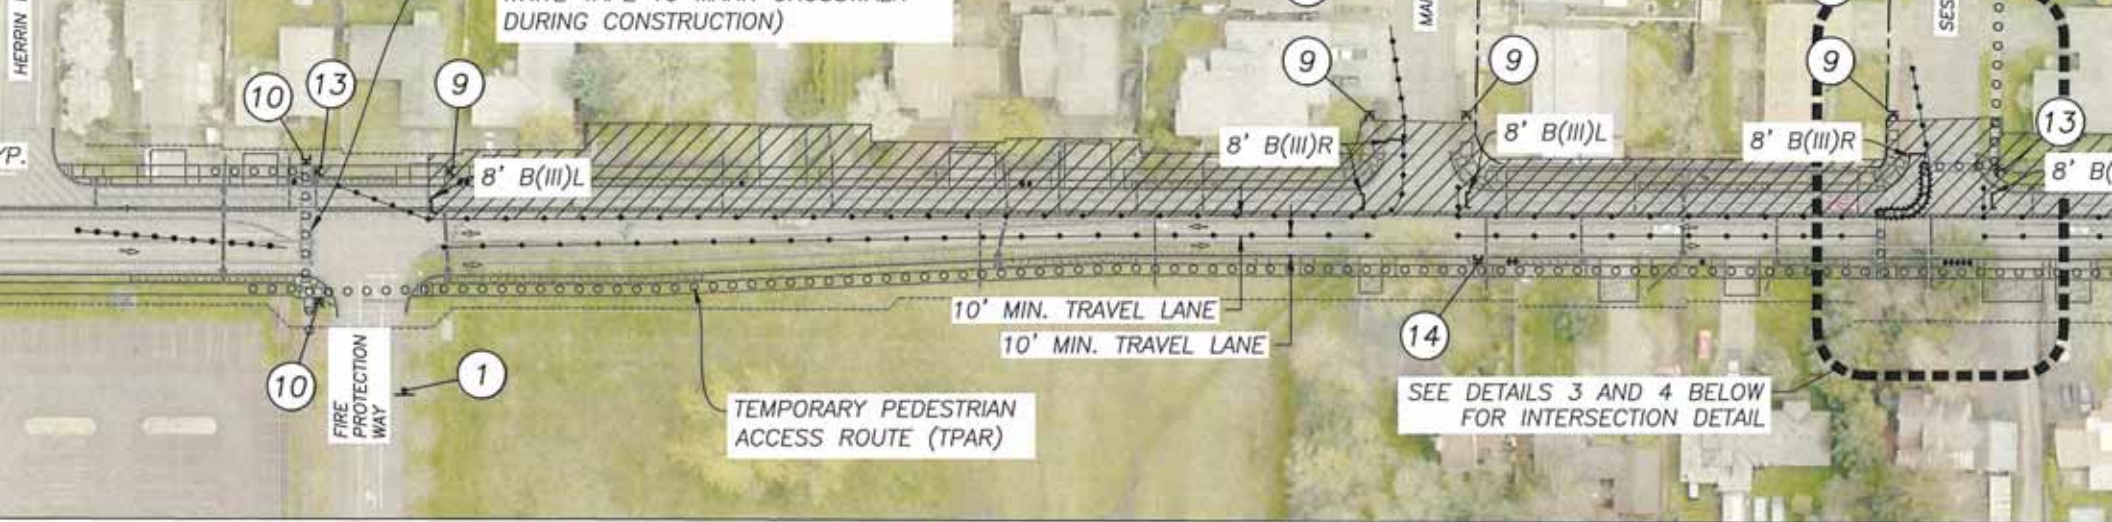 DURING CONSTRUCTION)
10
13
9
9
9
9
13
8' B(III)L
8' B(III)R
8' B(III)L
8' B(III)R
10' MIN. TRAVEL LANE
10' MIN. TRAVEL LANE
14
10
1
FIRE
PROTECTION
WAY
TEMPORARY PEDESTRIAN
ACCESS ROUTE (TPAR)
SEE DETAILS 3 AND 4 BELOW
FOR INTERSECTION DETAIL
HERRIN
MA
SES
YP.
8' B(